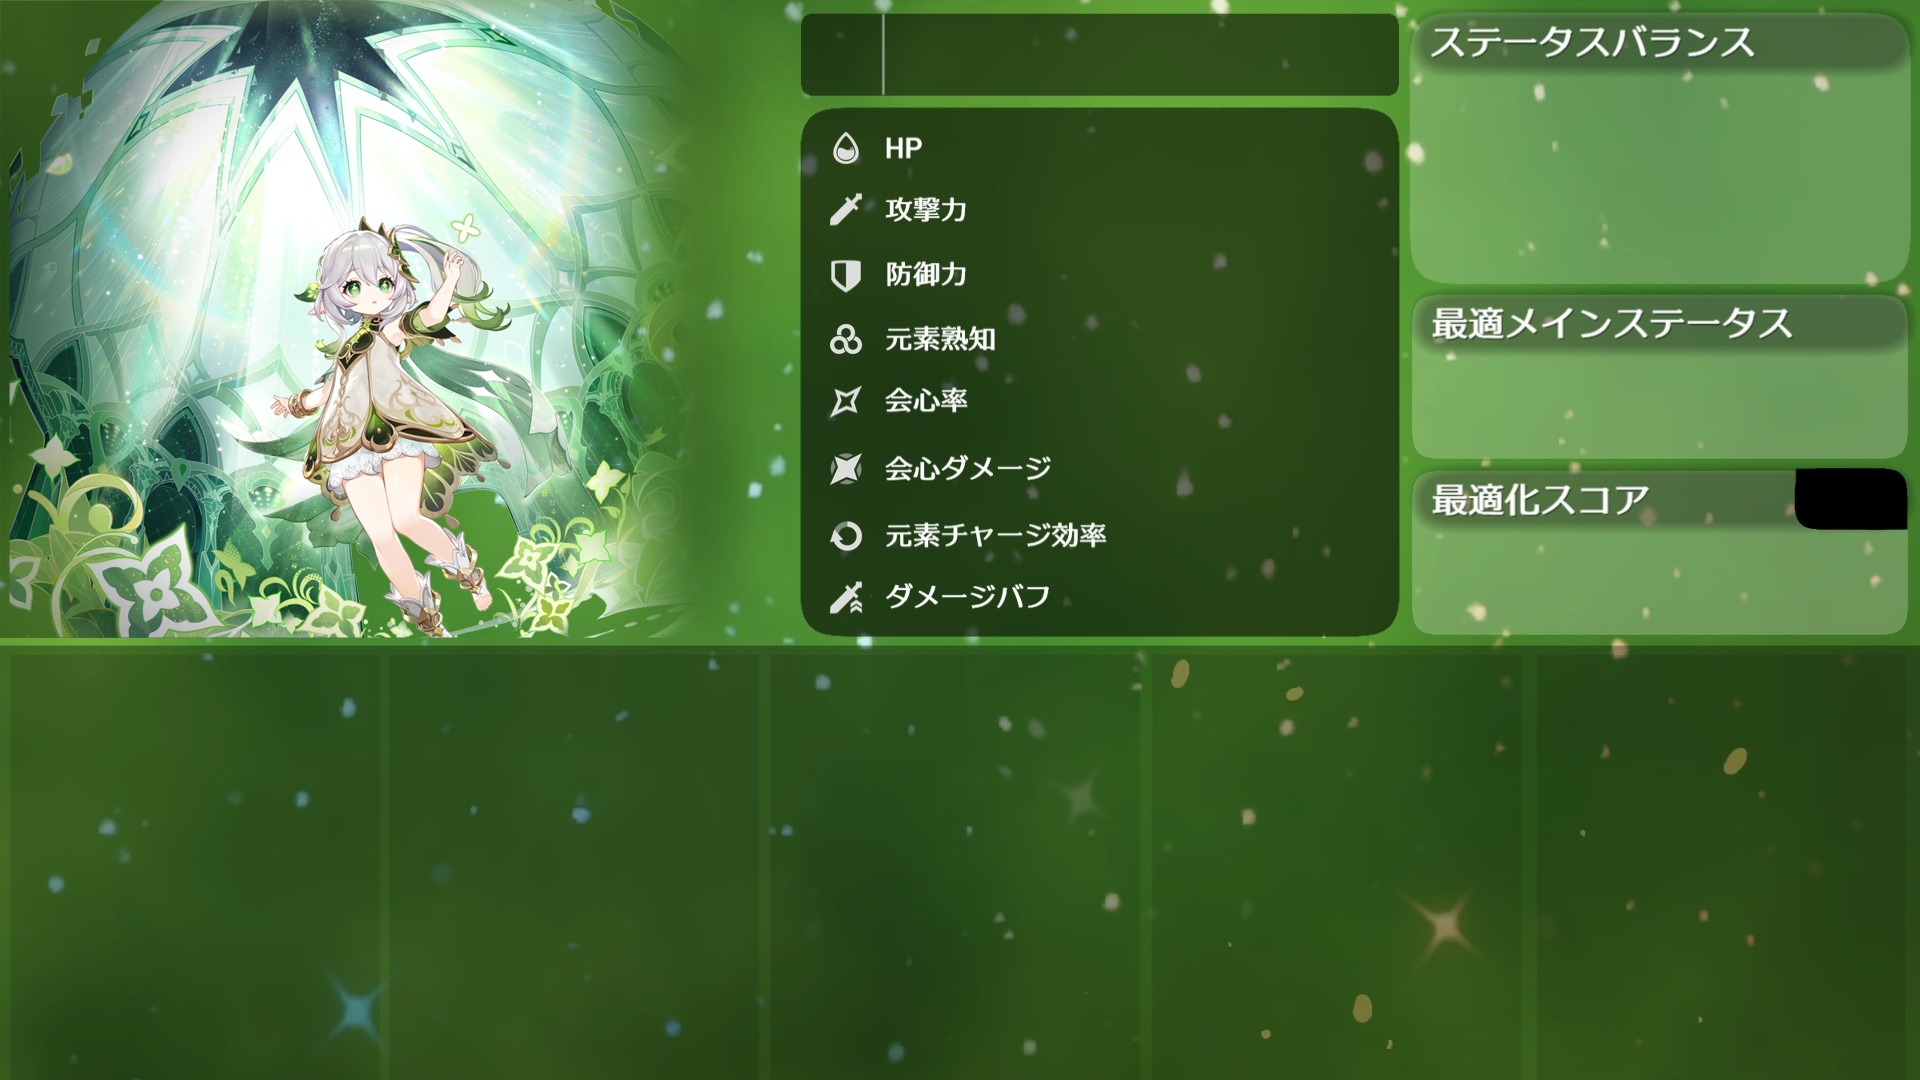 HP
攻撃力
防御力
元素熟知
会心率
会心ダメージ
元素チャージ効率
ダメージバフ
ステータスバランス
最適メインステータス
最適化スコア